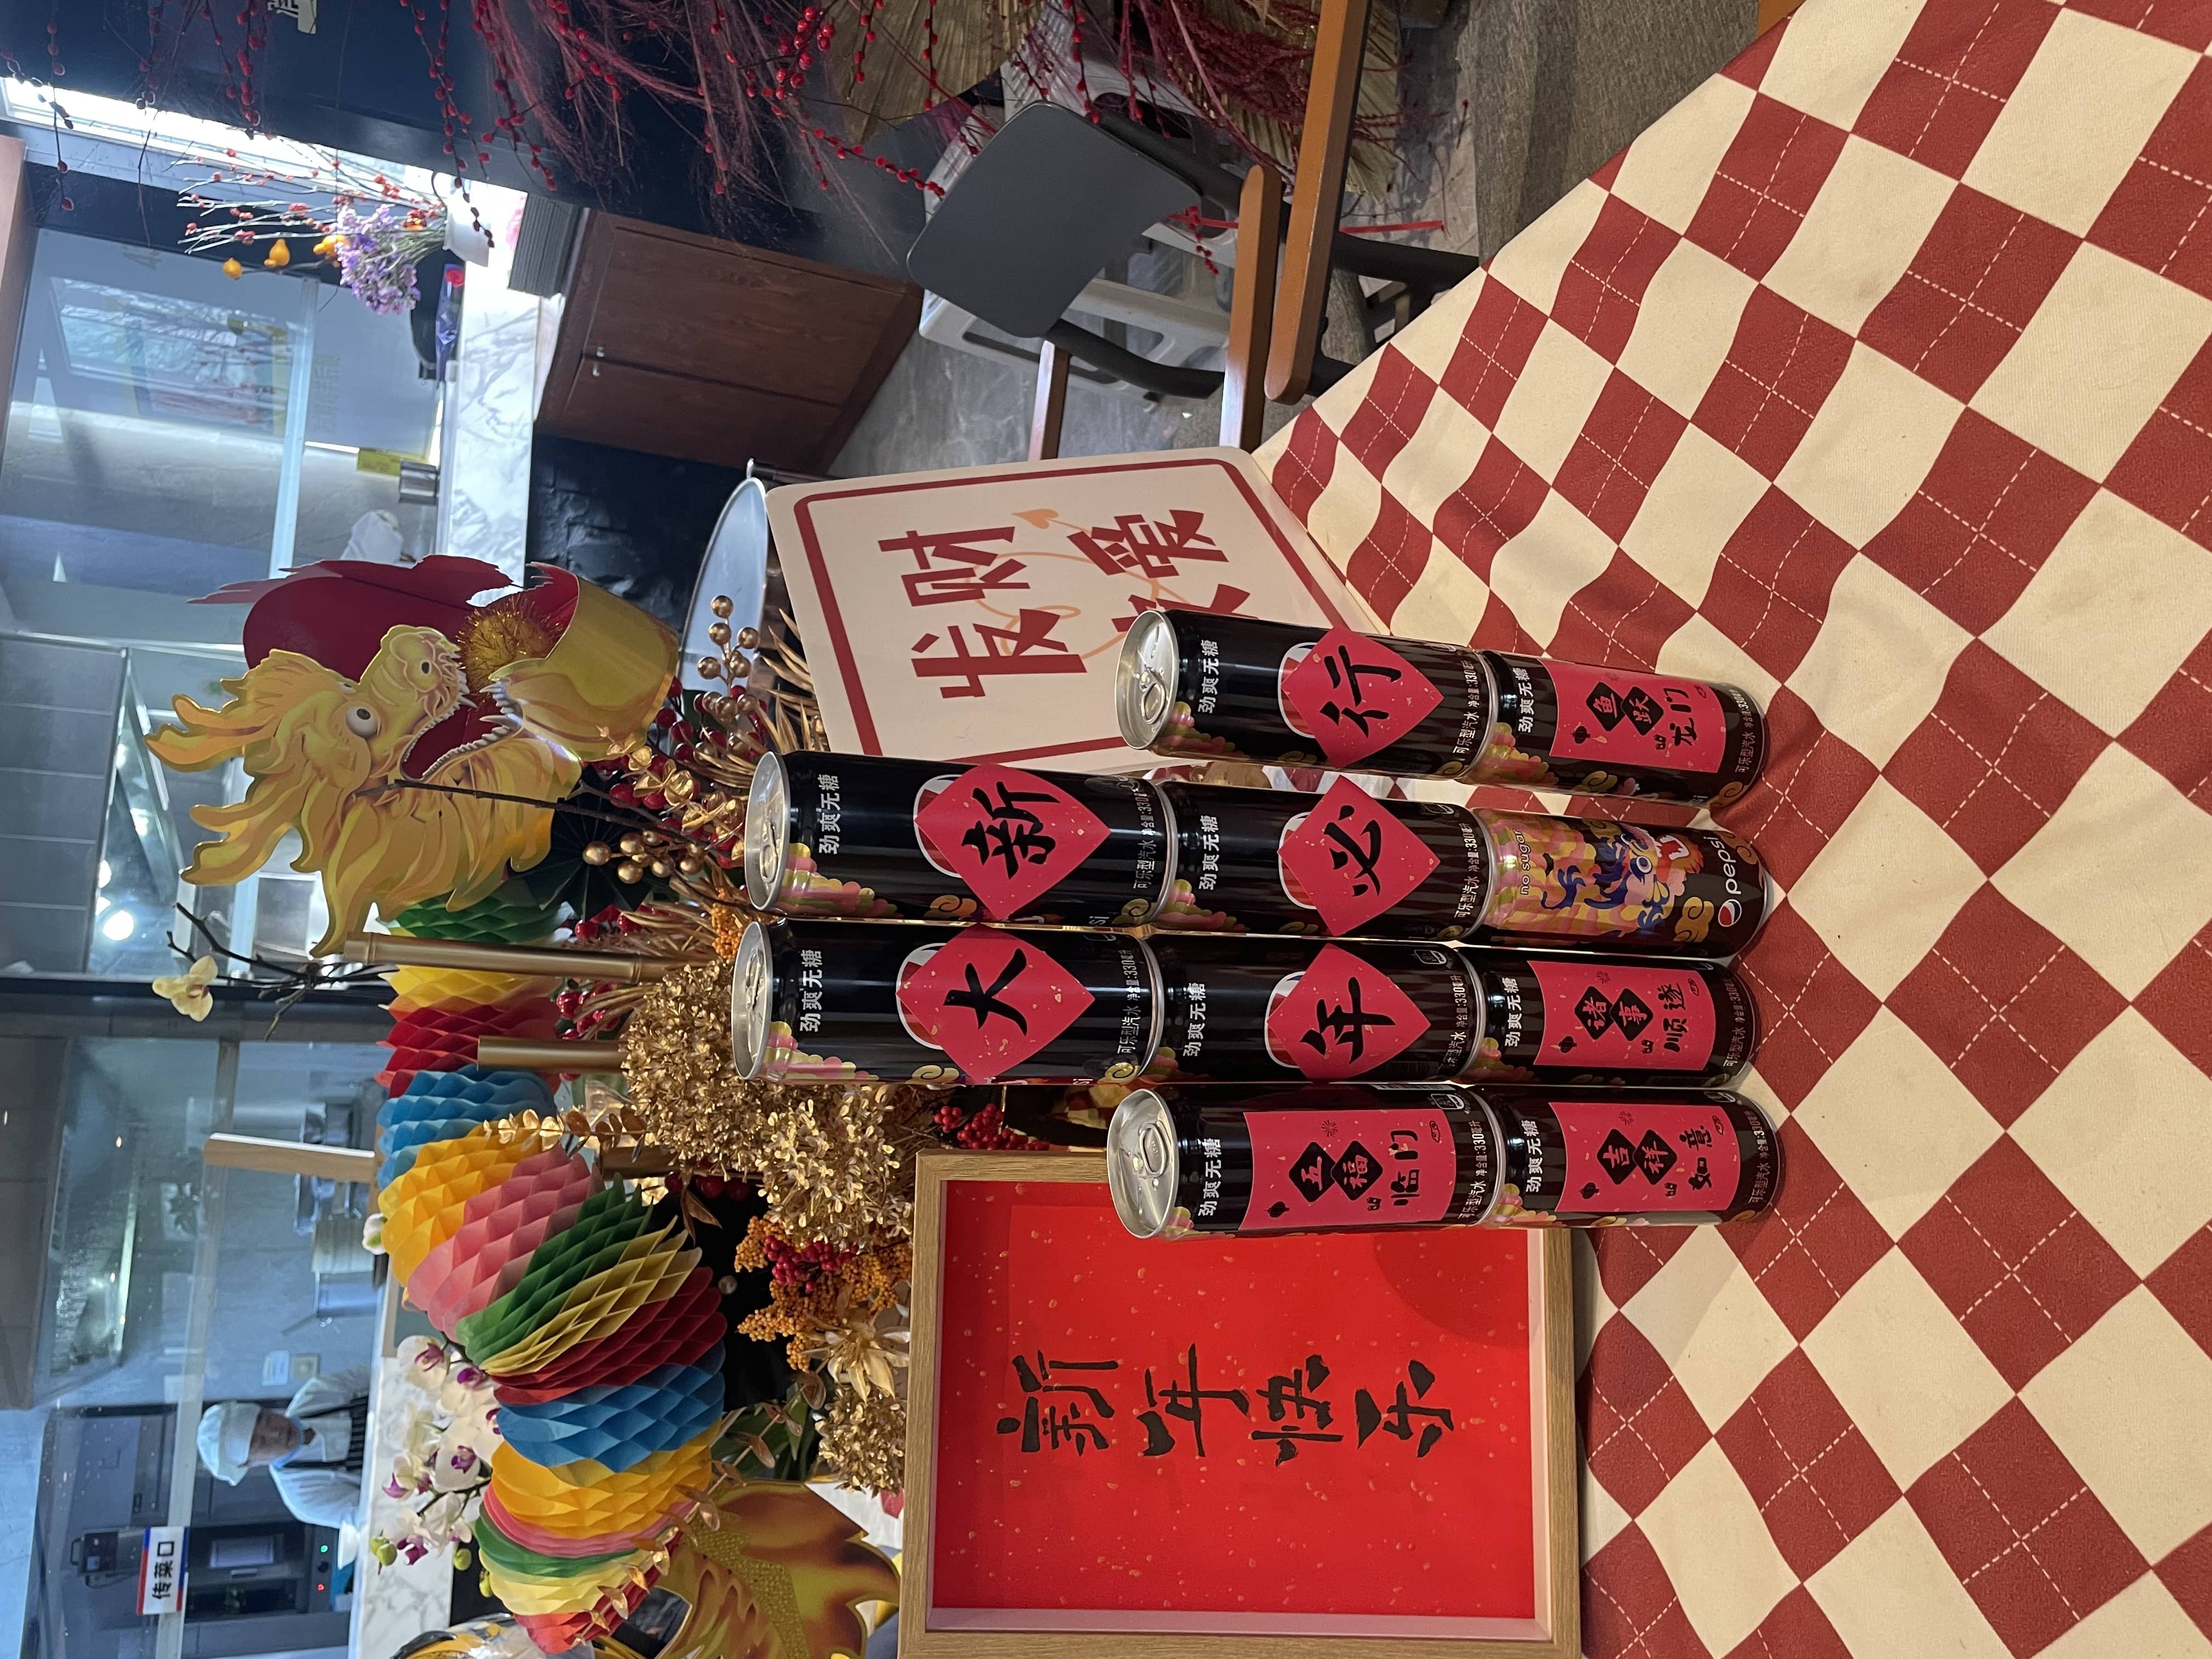 传菜口
新
年
快
乐
发财
爱
劲爽无糖
大
可乐型汽水 净含量:330毫升
劲爽无糖
新
可乐型汽水 净含量:330毫升
劲爽无糖
五
福
临门
可乐型汽水 净含量:330毫升
劲爽无糖
年
可乐型汽水 净含量:330毫升
劲爽无糖
必
可乐型汽水 净含量:330毫升
劲爽无糖
行
可乐型汽水 净含量:330毫升
劲爽无糖
吉
祥
如意
可乐型汽水 净含量:330毫升
劲爽无糖
诸
事
顺遂
可乐型汽水 净含量:330毫升
no sugar
pepsi
劲爽无糖
鱼
跃
龙门
可乐型汽水 净含量:330毫升